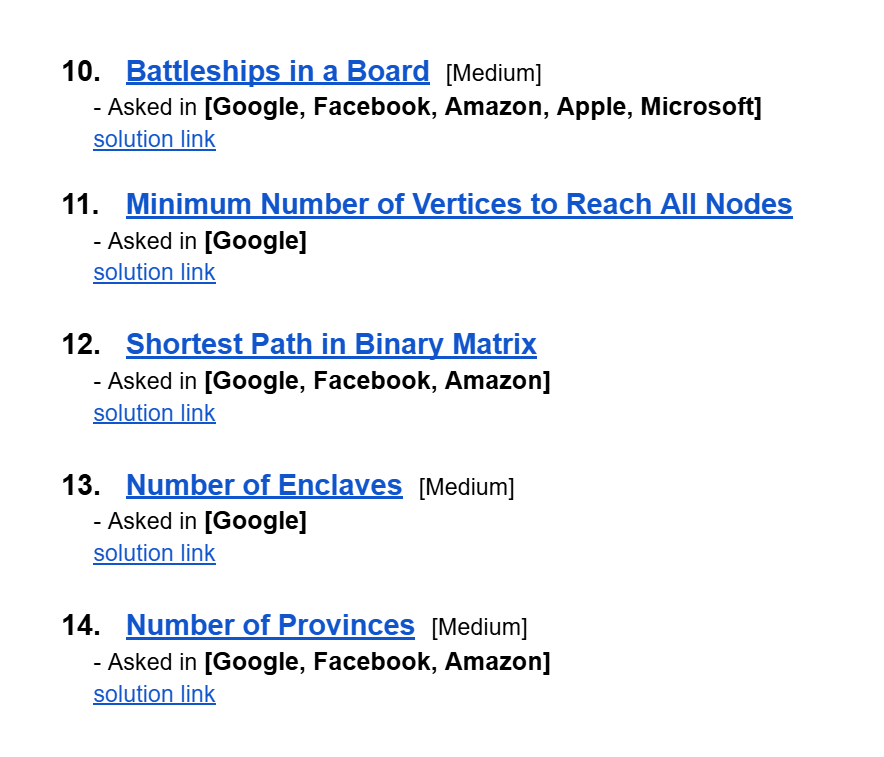 10. Battleships in a Board [Medium]
- Asked in [Google, Facebook, Amazon, Apple, Microsoft]
solution link
11. Minimum Number of Vertices to Reach All Nodes
- Asked in [Google]
solution link
12. Shortest Path in Binary Matrix
- Asked in [Google, Facebook, Amazon]
solution link
13. Number of Enclaves [Medium]
- Asked in [Google]
solution link
14. Number of Provinces [Medium]
- Asked in [Google, Facebook, Amazon]
solution link